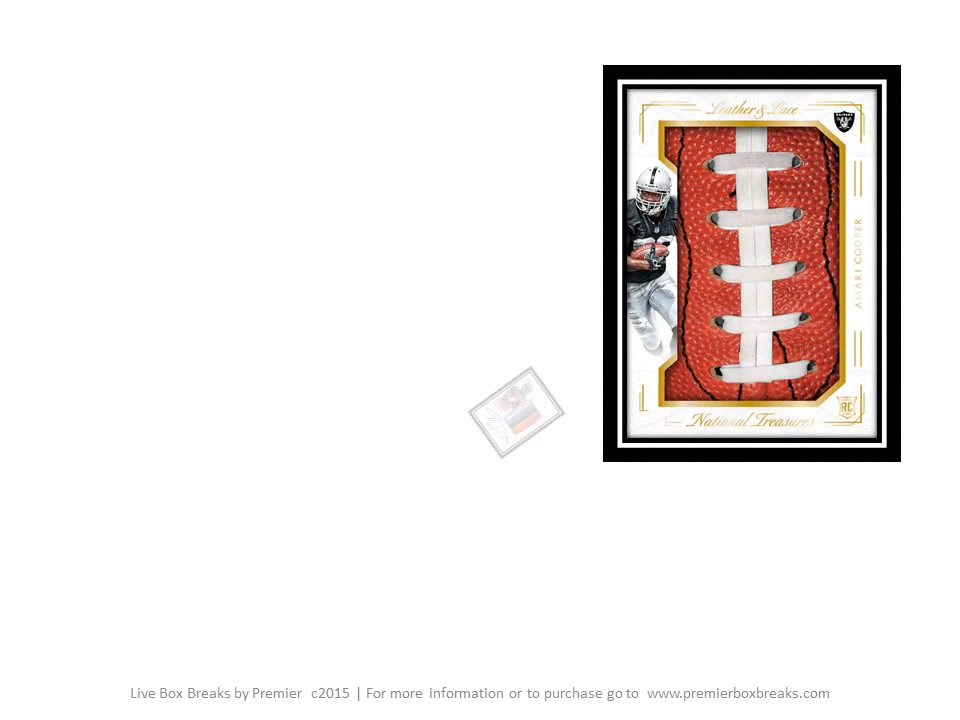 Leather & Lace
RAIDERS
AMARI COOPER
RC
National Treasures
Live Box Breaks by Premier c2015 | For more information or to purchase go to www.premierboxbreaks.com